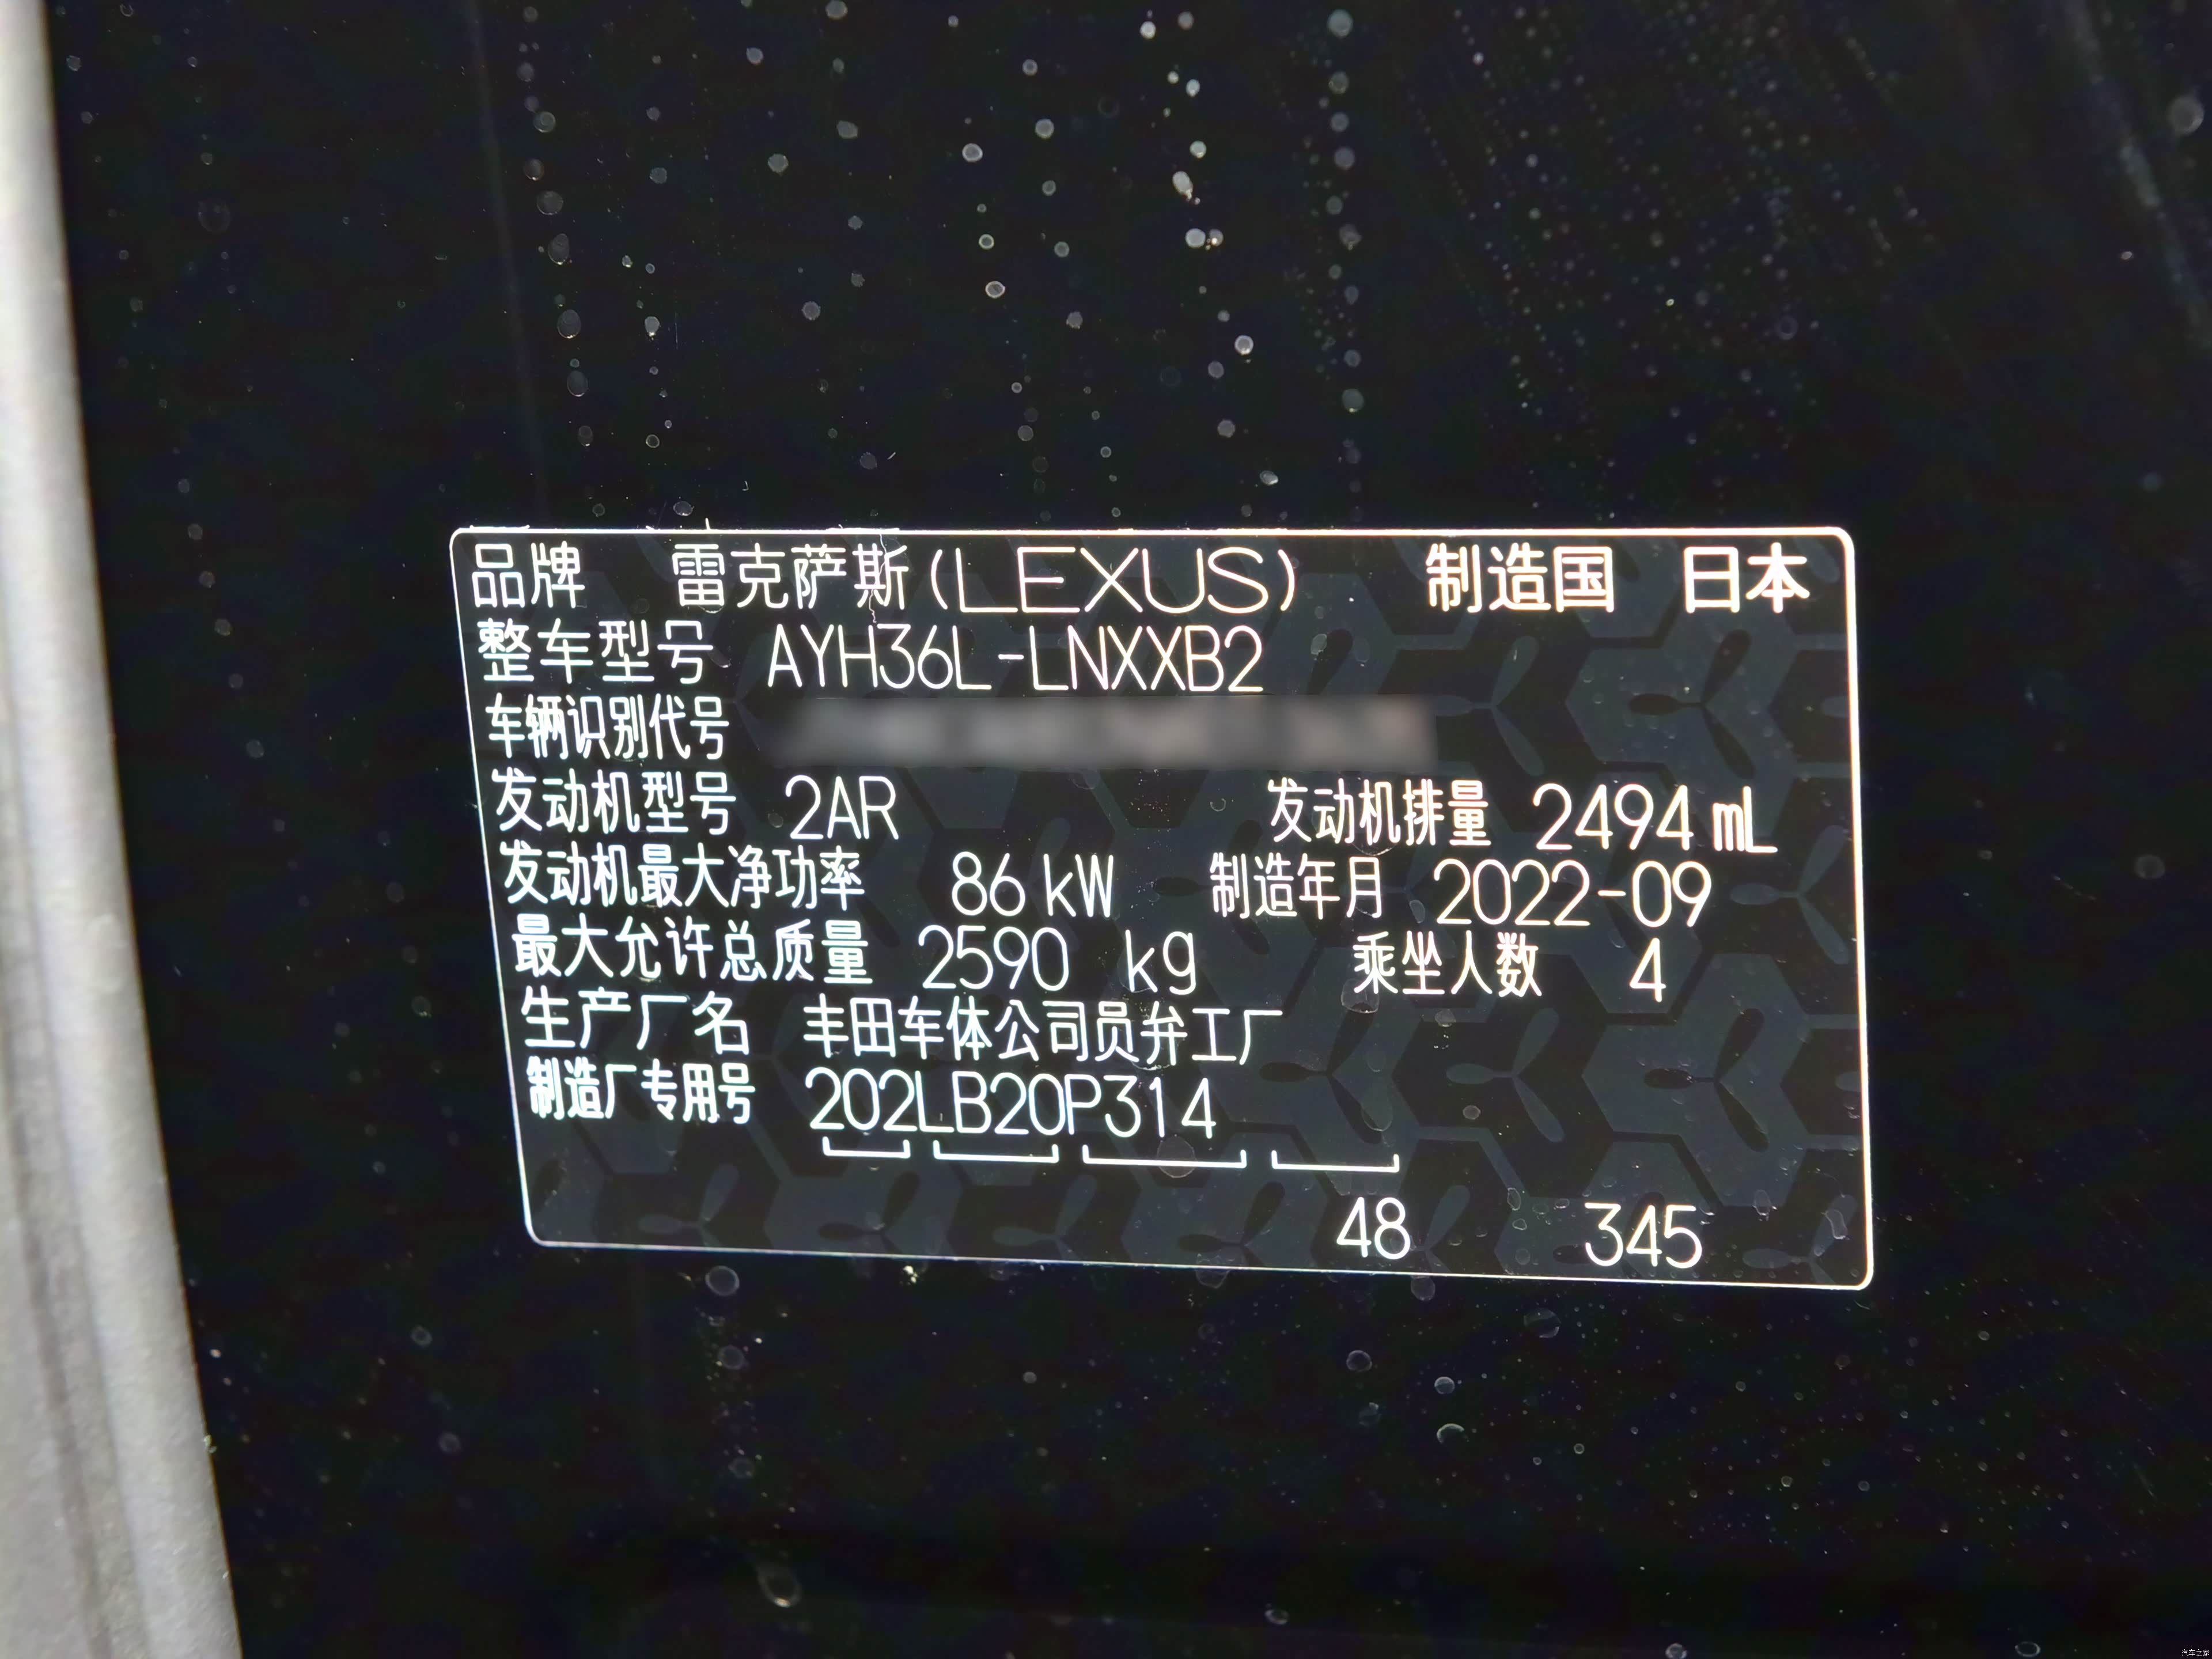 品牌 雷克萨斯(LEXUS) 制造国 日本
整车型号 AYH36L-LNXXB2
车辆识别代号
发动机型号 2AR 发动机排量 2494 mL
发动机最大净功率 86 kW 制造年月 2022-09
最大允许总质量 2590 kg 乘坐人数 4
生产厂名 丰田车体公司员弁工厂
制造厂专用号 202LB20P314
48 345
汽车之家